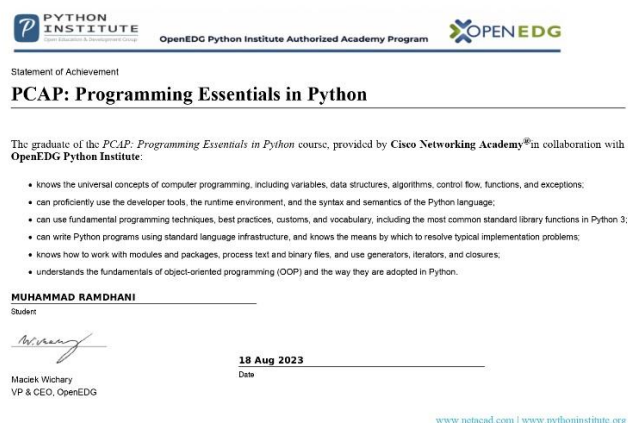 PYTHON
INSTITUTE
Open Education & Development Group
OpenEDG Python Institute Authorized Academy Program
OPENEDG
Statement of Achievement
PCAP: Programming Essentials in Python
The graduate of the PCAP: Programming Essentials in Python course, provided by Cisco Networking Academy® in collaboration with
OpenEDG Python Institute:
• knows the universal concepts of computer programming, including variables, data structures, algorithms, control flow, functions, and exceptions;
• can proficiently use the developer tools, the runtime environment, and the syntax and semantics of the Python language;
• can use fundamental programming techniques, best practices, customs, and vocabulary, including the most common standard library functions in Python 3;
• can write Python programs using standard language infrastructure, and knows the means by which to resolve typical implementation problems;
• knows how to work with modules and packages, process text and binary files, and use generators, iterators, and closures;
• understands the fundamentals of object-oriented programming (OOP) and the way they are adopted in Python.
MUHAMMAD RAMDHANI
Student
18 Aug 2023
Date
Maciek Wichary
VP & CEO, OpenEDG
www.netacad.com | www.pythoninstitute.org